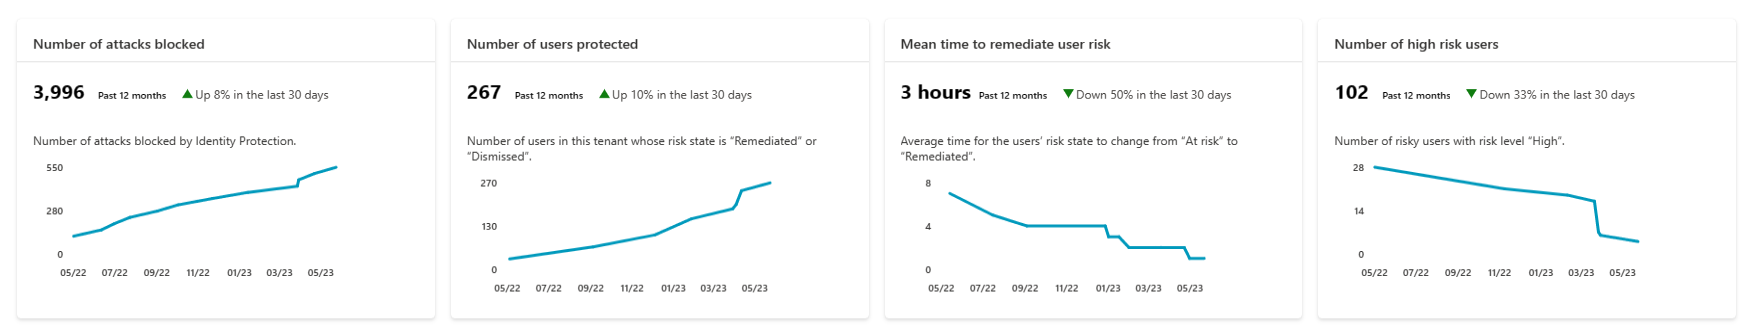 Number of attacks blocked
3,996 Past 12 months ▲ Up 8% in the last 30 days
Number of attacks blocked by Identity Protection.
550
280
0
05/22 07/22 09/22 11/22 01/23 03/23 05/23
Number of users protected
267 Past 12 months ▲ Up 10% in the last 30 days
Number of users in this tenant whose risk state is “Remediated” or
“Dismissed”.
270
130
0
05/22 07/22 09/22 11/22 01/23 03/23 05/23
Mean time to remediate user risk
3 hours Past 12 months ▼ Down 50% in the last 30 days
Average time for the users’ risk state to change from “At risk” to
“Remediated”.
8
4
0
05/22 07/22 09/22 11/22 01/23 03/23 05/23
Number of high risk users
102 Past 12 months ▼ Down 33% in the last 30 days
Number of risky users with risk level “High”.
28
14
0
05/22 07/22 09/22 11/22 01/23 03/23 05/23